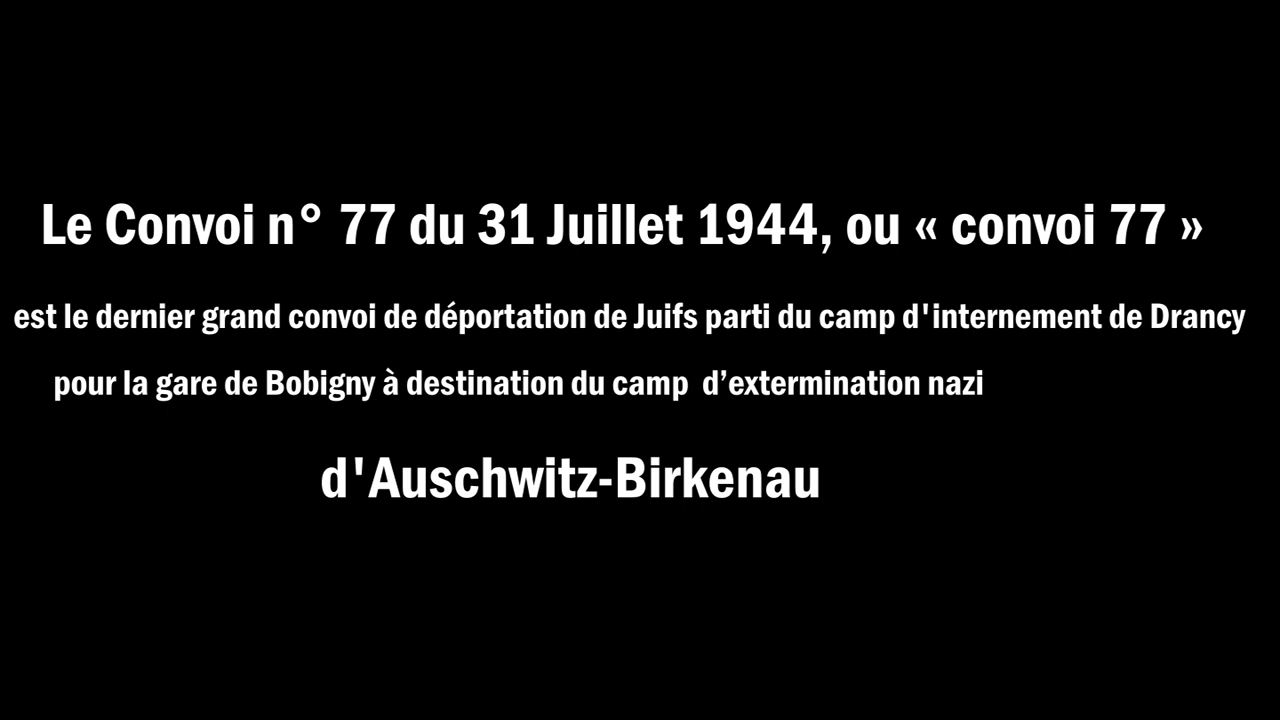 Le Convoi n° 77 du 31 Juillet 1944, ou « convoi 77 »
est le dernier grand convoi de déportation de Juifs parti du camp d'internement de Drancy
pour la gare de Bobigny à destination du camp  d’extermination nazi
d'Auschwitz-Birkenau